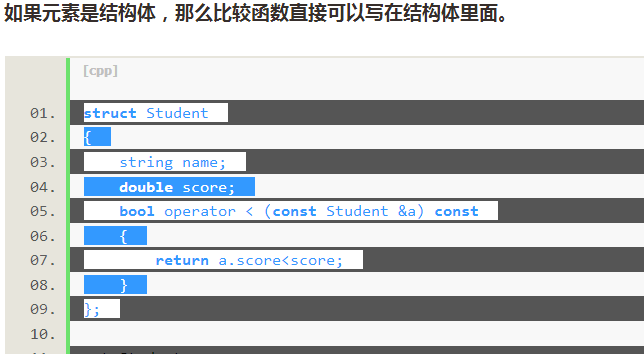 如果元素是结构体，那么比较函数直接可以写在结构体里面。
[cpp]
01. struct Student
02. {
03.     string name;
04.     double score;
05.     bool operator < (const Student &a) const
06.     {
07.         return a.score<score;
08.     }
09. };
10.